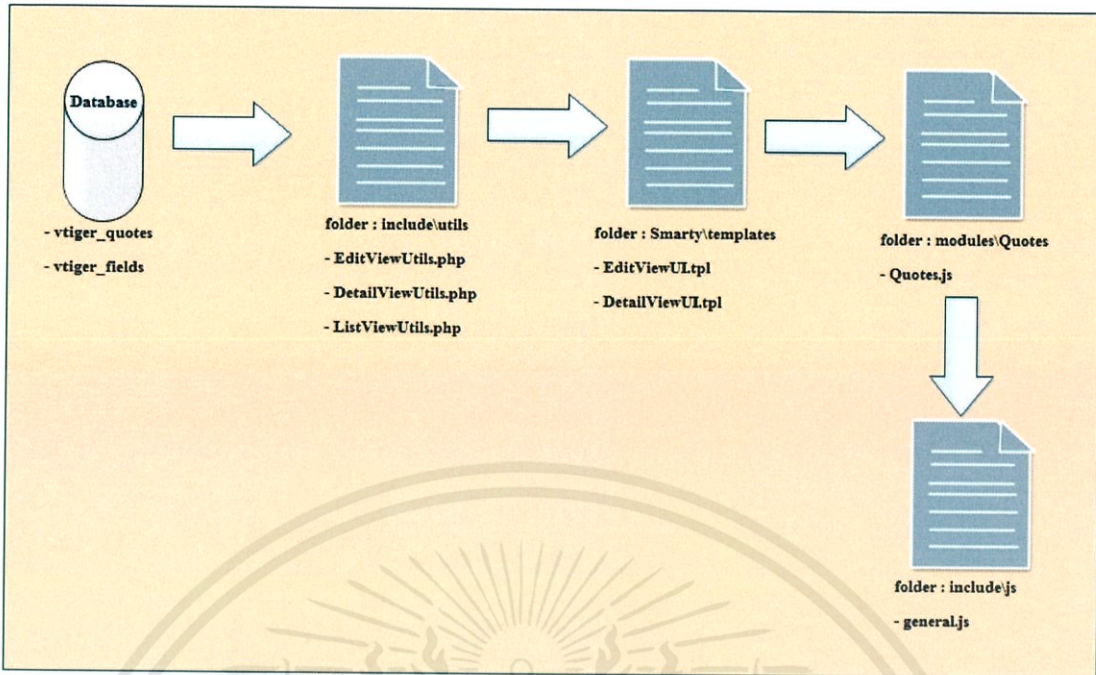 Database
- vtiger_quotes
- vtiger_fields
folder : include\utils
- EditViewUtils.php
- DetailViewUtils.php
- ListViewUtils.php
folder : Smarty\templates
- EditViewUI.tpl
- DetailViewUI.tpl
folder : modules\Quotes
- Quotes.js
folder : include\js
- general.js